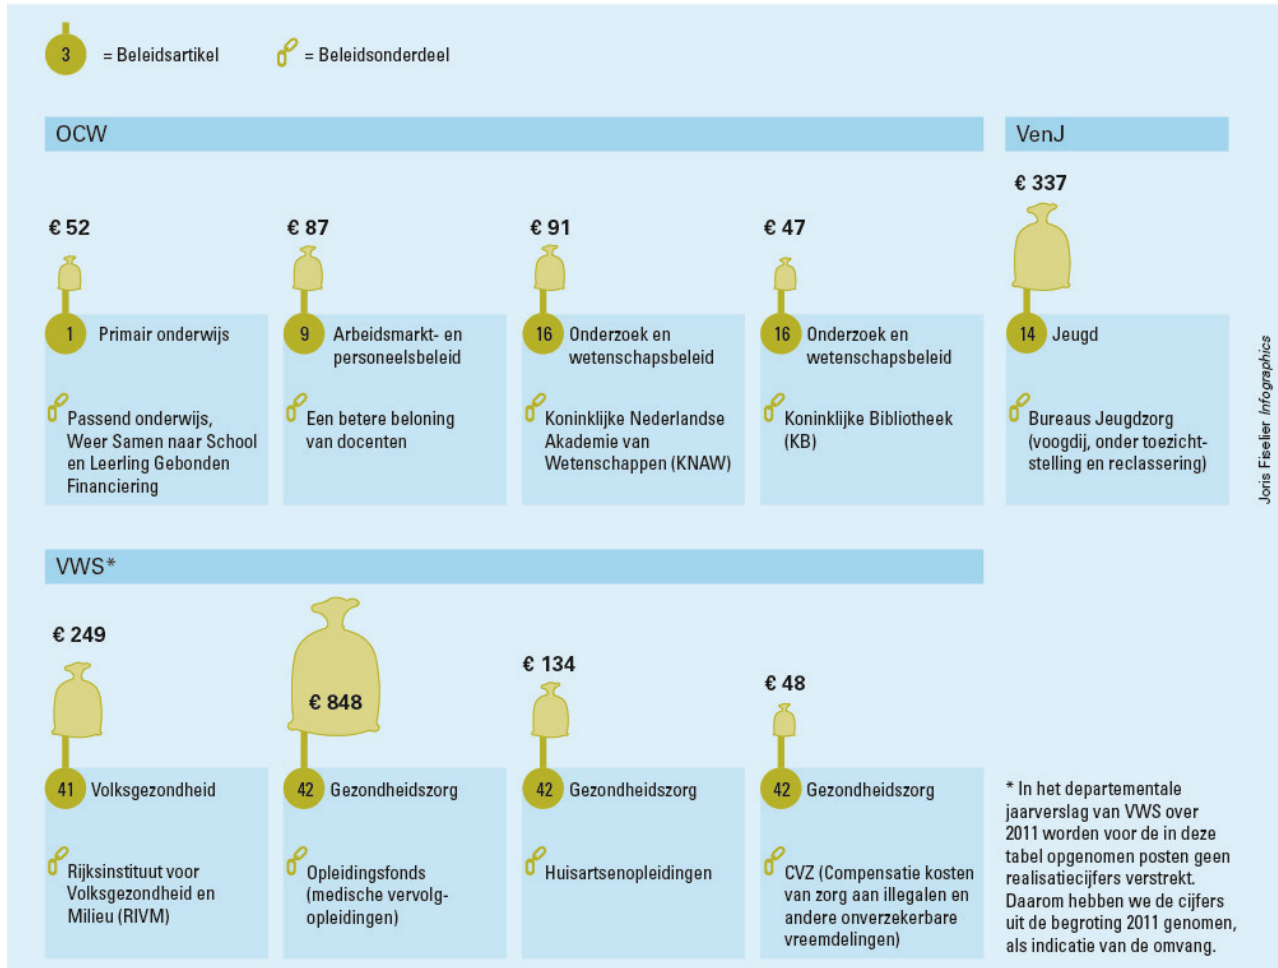 3 = Beleidsartikel
= Beleidsonderdeel
OCW
€ 52
1 Primair onderwijs
Passend onderwijs,
Weer Samen naar School
en Leerling Gebonden
Financiering
€ 87
9 Arbeidsmarkt- en
personeelsbeleid
Een betere beloning
van docenten
€ 91
16 Onderzoek en
wetenschapsbeleid
Koninklijke Nederlandse
Akademie van
Wetenschappen (KNAW)
€ 47
16 Onderzoek en
wetenschapsbeleid
Koninklijke Bibliotheek
(KB)
VenJ
€ 337
14 Jeugd
Bureaus Jeugdzorg
(voogdij, onder toezicht-
stelling en reclassering)
Joris Fiselier Infographics
VWS*
€ 249
41 Volksgezondheid
Rijksinstituut voor
Volksgezondheid en
Milieu (RIVM)
€ 848
42 Gezondheidszorg
Opleidingsfonds
(medische vervolg-
opleidingen)
€ 134
42 Gezondheidszorg
Huisartsenopleidingen
€ 48
42 Gezondheidszorg
CVZ (Compensatie kosten
van zorg aan illegalen en
andere onverzekerbare
vreemdelingen)
* In het departementale
jaarverslag van VWS over
2011 worden voor de in deze
tabel opgenomen posten geen
realisatiecijfers verstrekt.
Daarom hebben we de cijfers
uit de begroting 2011 genomen,
als indicatie van de omvang.